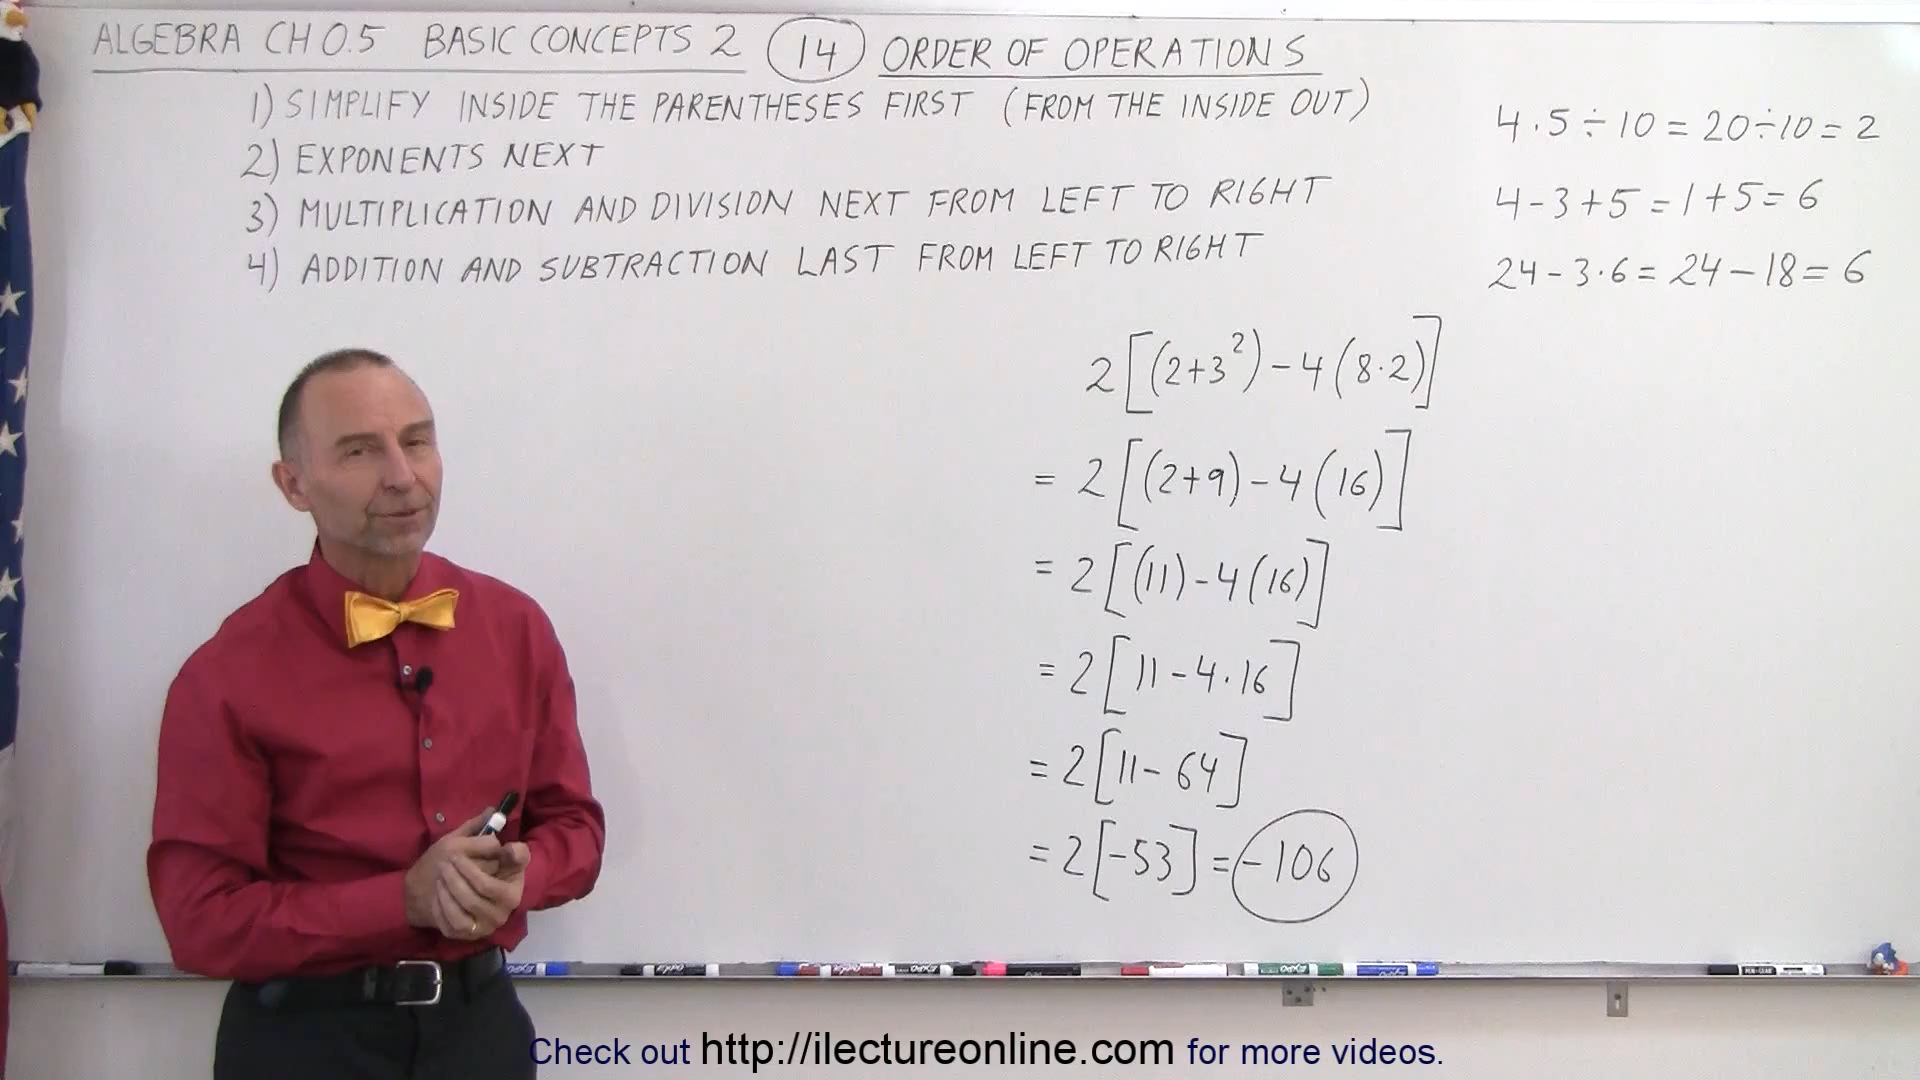 ALGEBRA CH 0.5 BASIC CONCEPTS 2 14 ORDER OF OPERATIONS
1) SIMPLIFY INSIDE THE PARENTHESES FIRST (FROM THE INSIDE OUT)
2) EXPONENTS NEXT
3) MULTIPLICATION AND DIVISION NEXT FROM LEFT TO RIGHT
4) ADDITION AND SUBTRACTION LAST FROM LEFT TO RIGHT
4·5÷10=20÷10=2
4-3+5=1+5=6
24-3·6=24-18=6
2[(2+3²)-4(8·2)]
= 2[(2+9)-4(16)]
= 2[(11)-4(16)]
= 2[11-4·16]
= 2[11-64]
= 2[-53] = -106
EXPO
EXPO
EXPO
Check out http://ilectureonline.com for more videos.